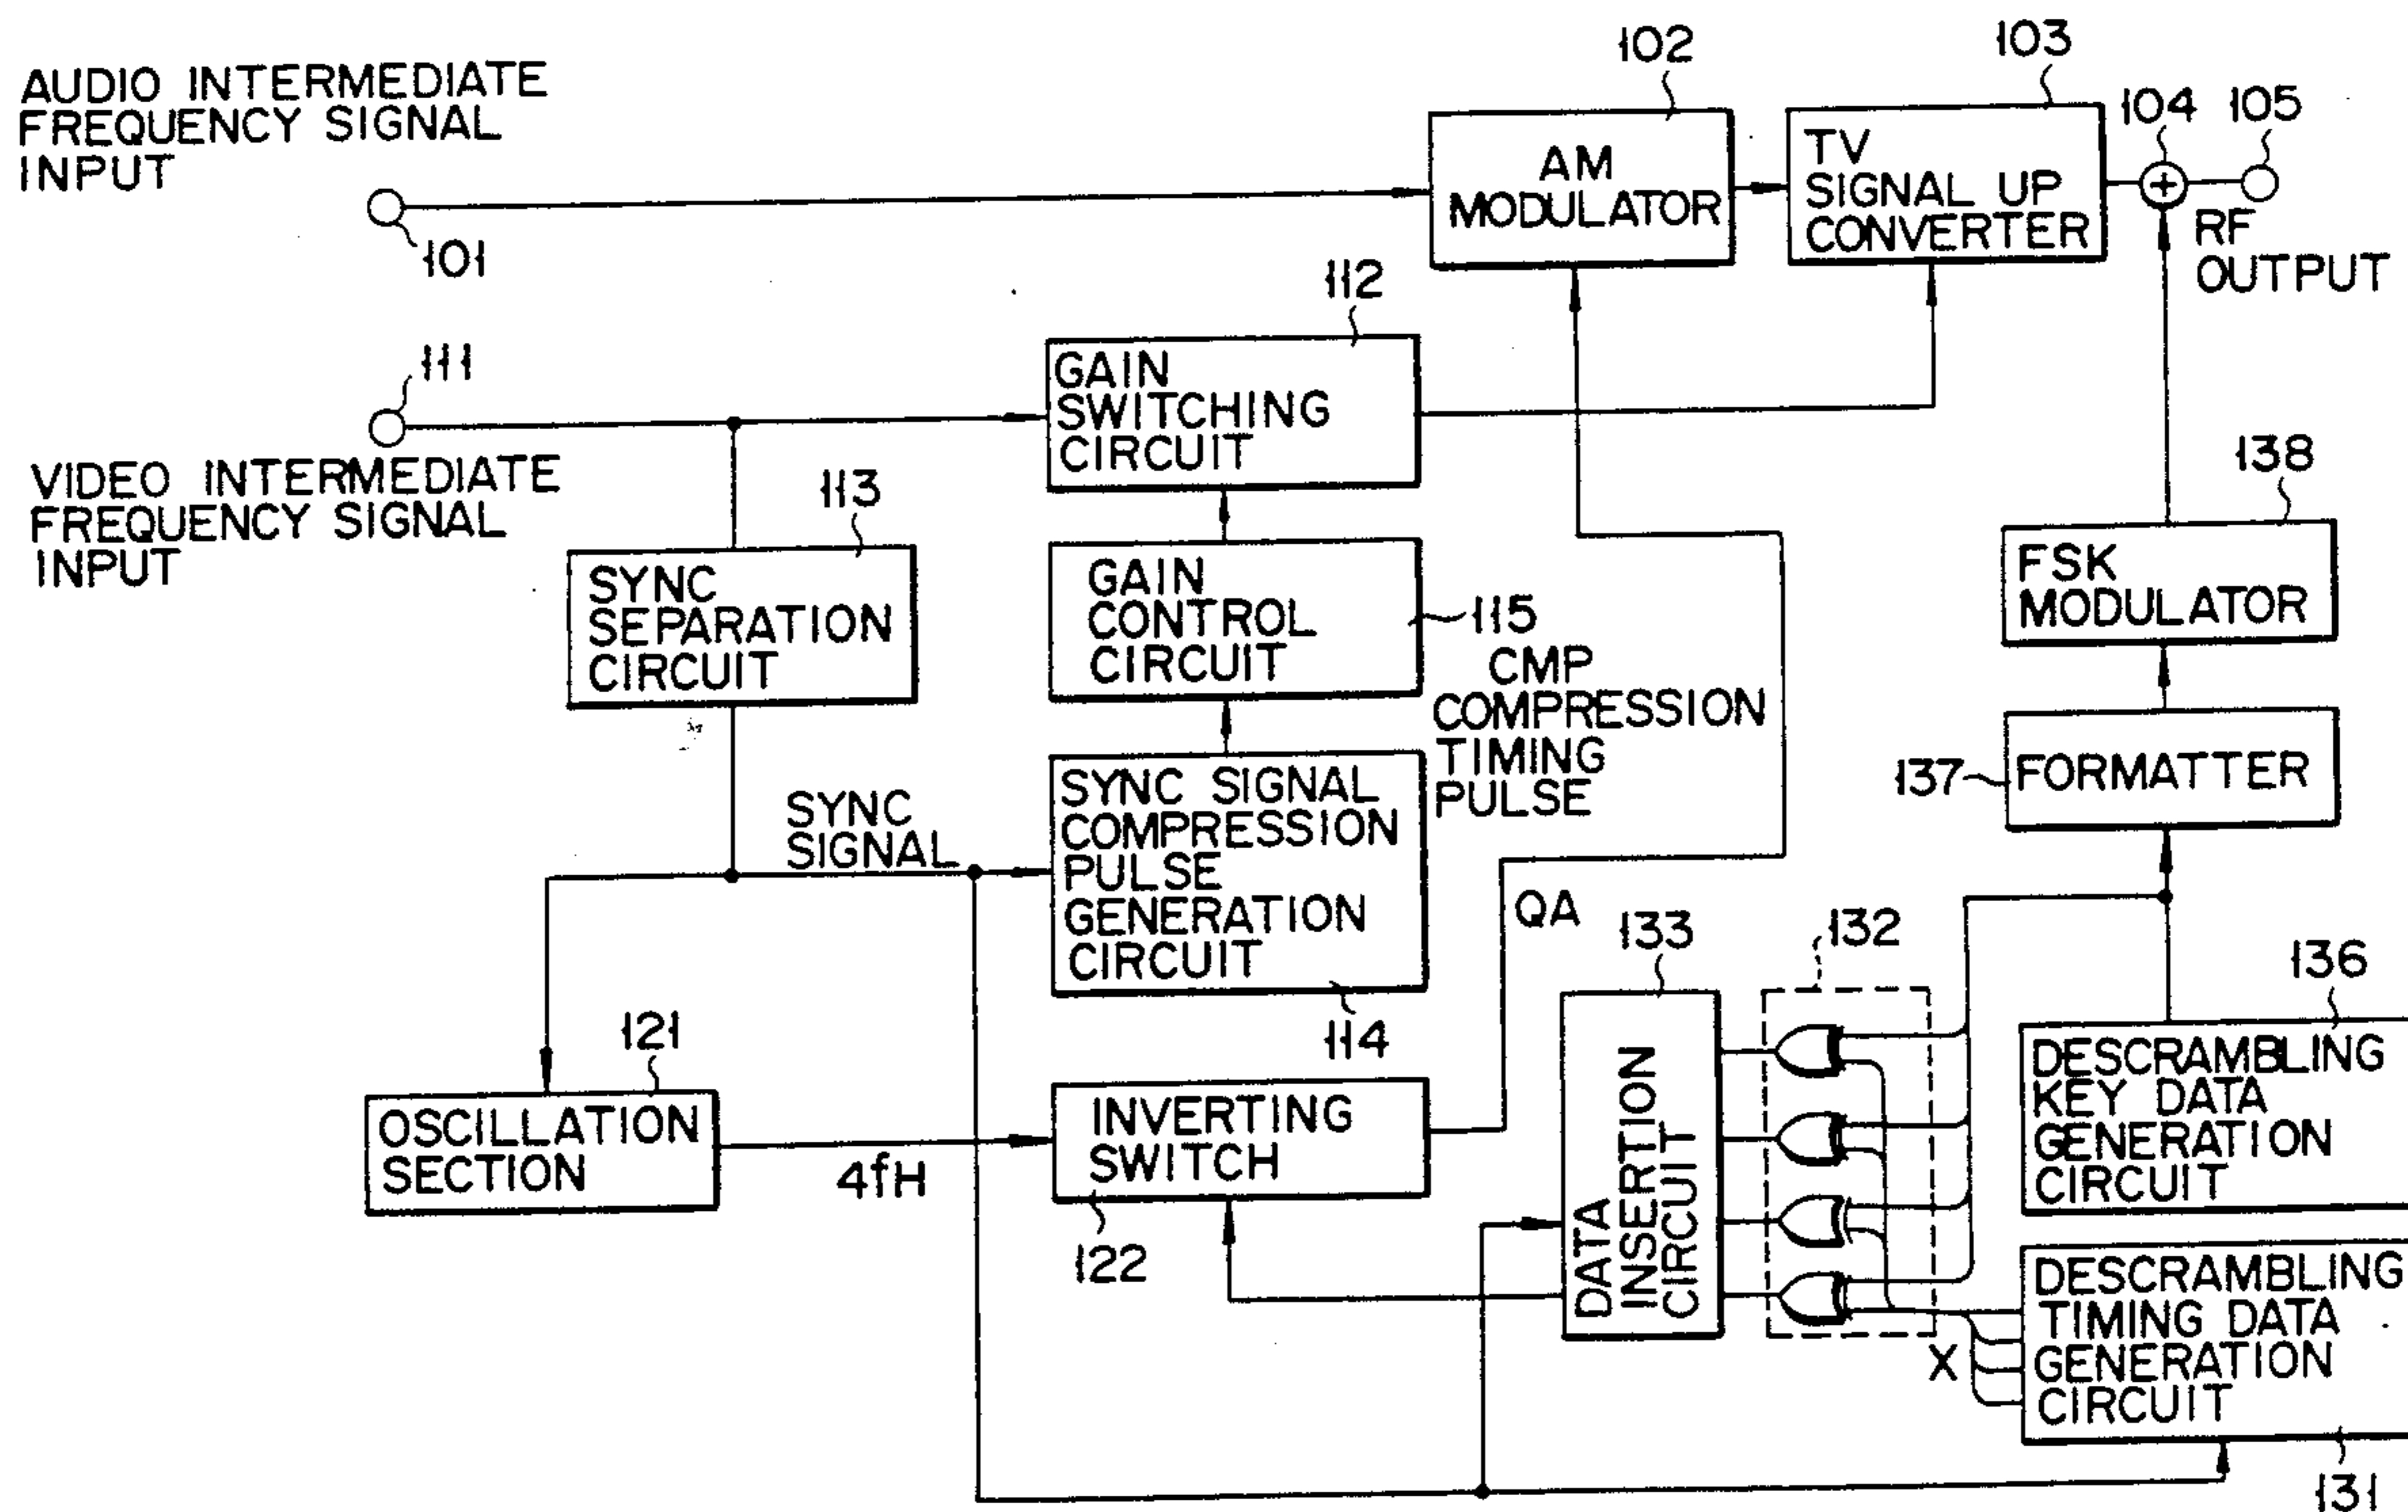 AUDIO INTERMEDIATE
FREQUENCY SIGNAL
INPUT
101
102
AM
MODULATOR
103
TV
SIGNAL UP
CONVERTER
104
105
RF
OUTPUT
111
VIDEO INTERMEDIATE
FREQUENCY SIGNAL
INPUT
112
GAIN
SWITCHING
CIRCUIT
113
SYNC
SEPARATION
CIRCUIT
GAIN
CONTROL
CIRCUIT
115
CMP
COMPRESSION
TIMING
PULSE
138
FSK
MODULATOR
137
FORMATTER
SYNC
SIGNAL
SYNC SIGNAL
COMPRESSION
PULSE
GENERATION
CIRCUIT
114
QA
133
132
136
121
OSCILLATION
SECTION
4fH
INVERTING
SWITCH
122
DATA
INSERTION
CIRCUIT
DESCRAMBLING
KEY DATA
GENERATION
CIRCUIT
X
DESCRAMBLING
TIMING DATA
GENERATION
CIRCUIT
131